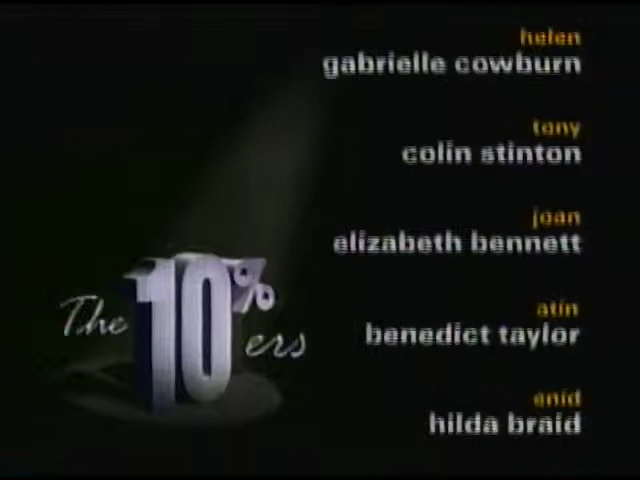 helen
gabrielle cowburn
tony
colin stinton
joan
elizabeth bennett
atin
benedict taylor
enid
hilda braid
The 10%ers